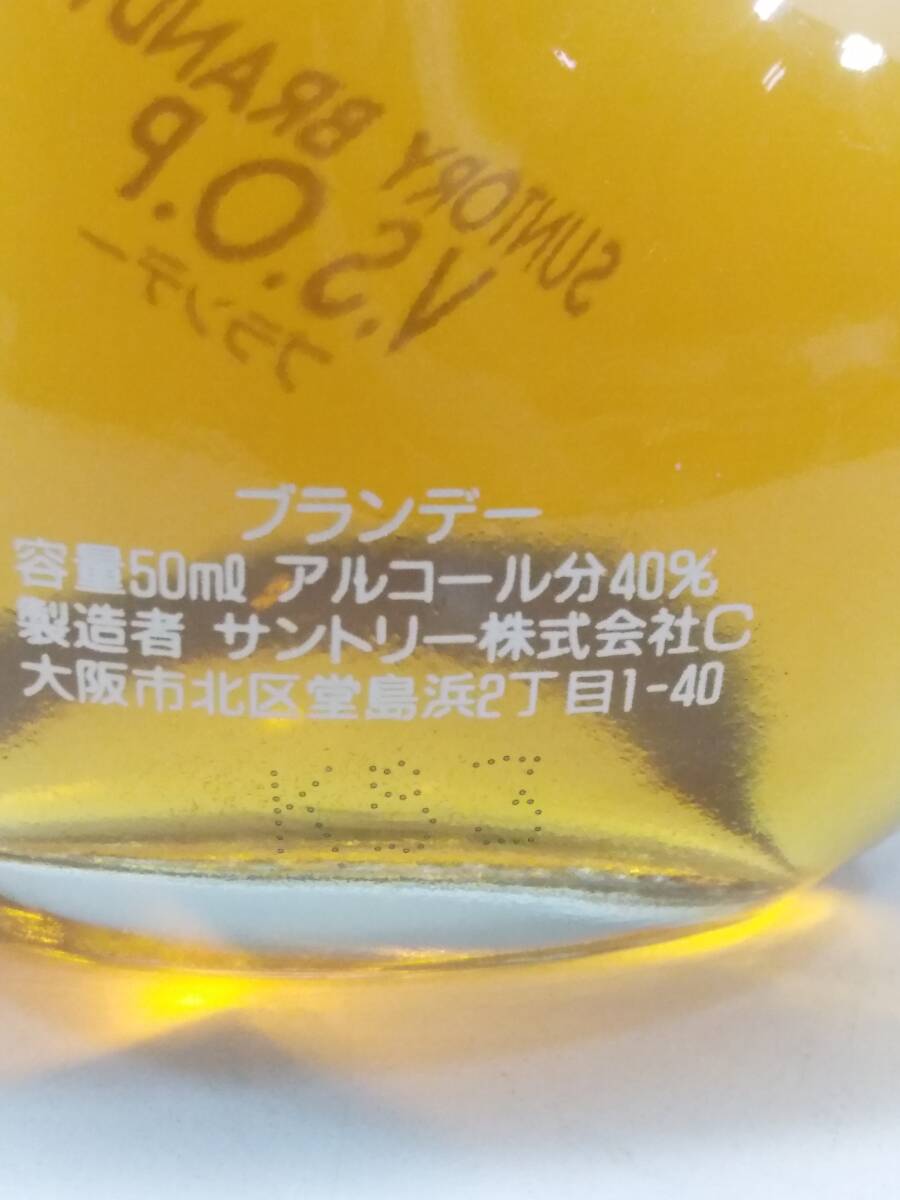 SUNTORY BRANDY
V.S.O.P
ブランデー
ブランデー
容量50ml アルコール分40%
製造者 サントリー株式会社C
大阪市北区堂島浜2丁目1-40